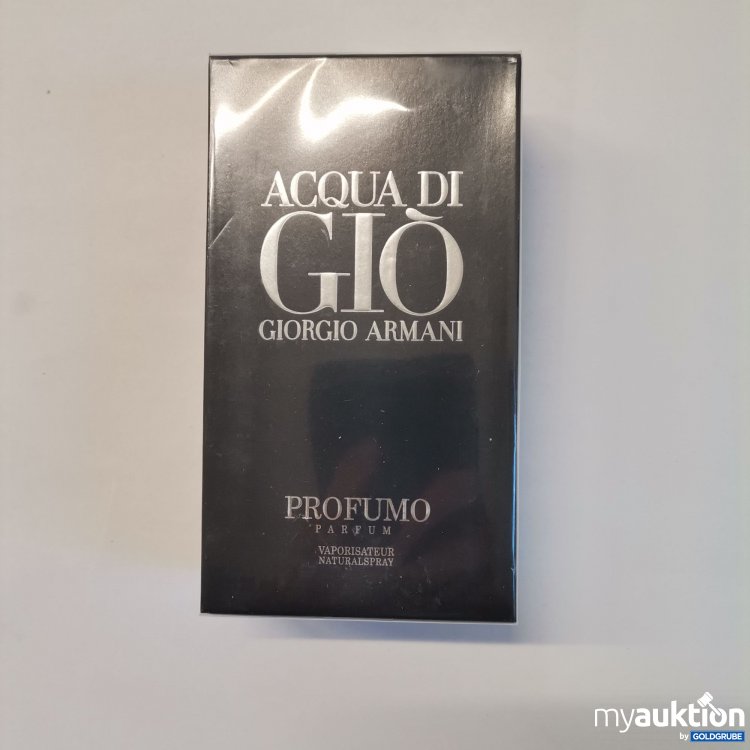 ACQUA DI
GIÒ
GIORGIO ARMANI
PROFUMO
PARFUM
VAPORISATEUR
NATURALSPRAY
myauktion
by GOLDGRUBE